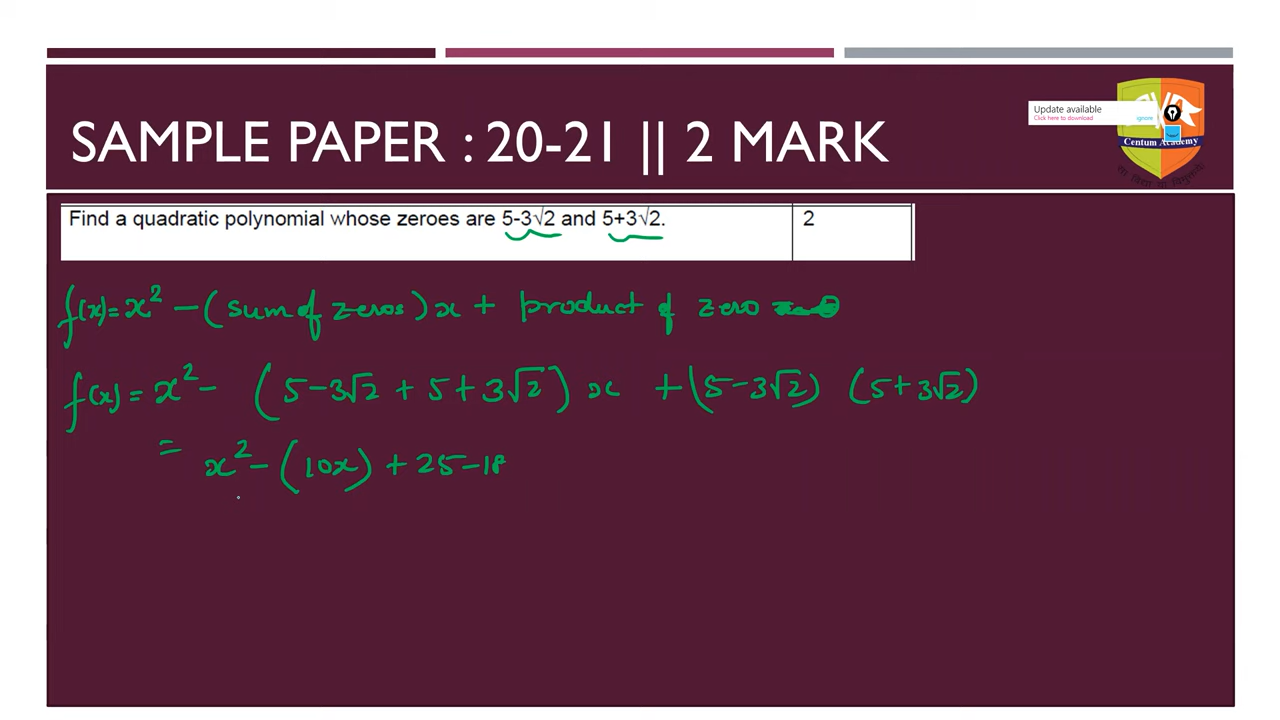 SAMPLE PAPER : 20-21 || 2 MARK
Update available
Click here to download
ignore
Centum Academy
Find a quadratic polynomial whose zeroes are 5-3√2 and 5+3√2.
2
f(x)= x² - (sum of zeros) x + product of zero
f(x) = x² - (5-3√2 + 5+3√2) x + (5-3√2) (5+3√2)
= x² - (10x) + 25-18